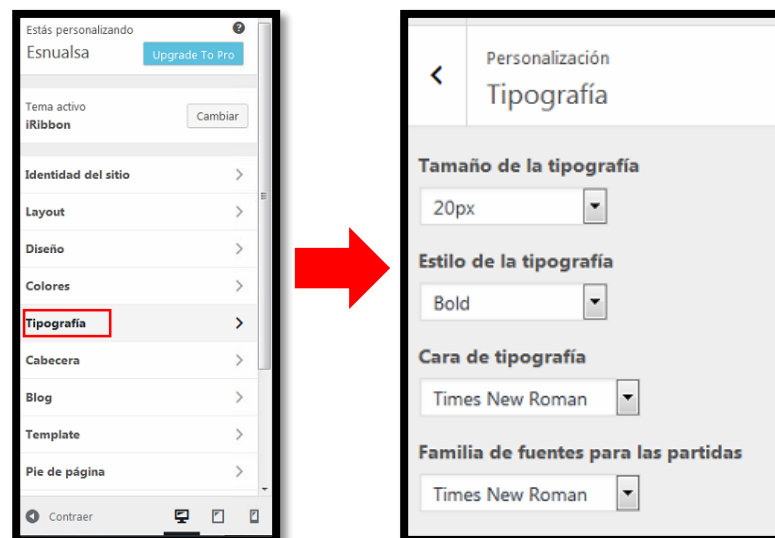 Estás personalizando
Esnualsa
Upgrade To Pro
Tema activo
iRibbon
Cambiar
Identidad del sitio
Layout
Diseño
Colores
Tipografía
Cabecera
Blog
Template
Pie de página
Contraer
Personalización
Tipografía
Tamaño de la tipografía
20px
Estilo de la tipografía
Bold
Cara de tipografía
Times New Roman
Familia de fuentes para las partidas
Times New Roman